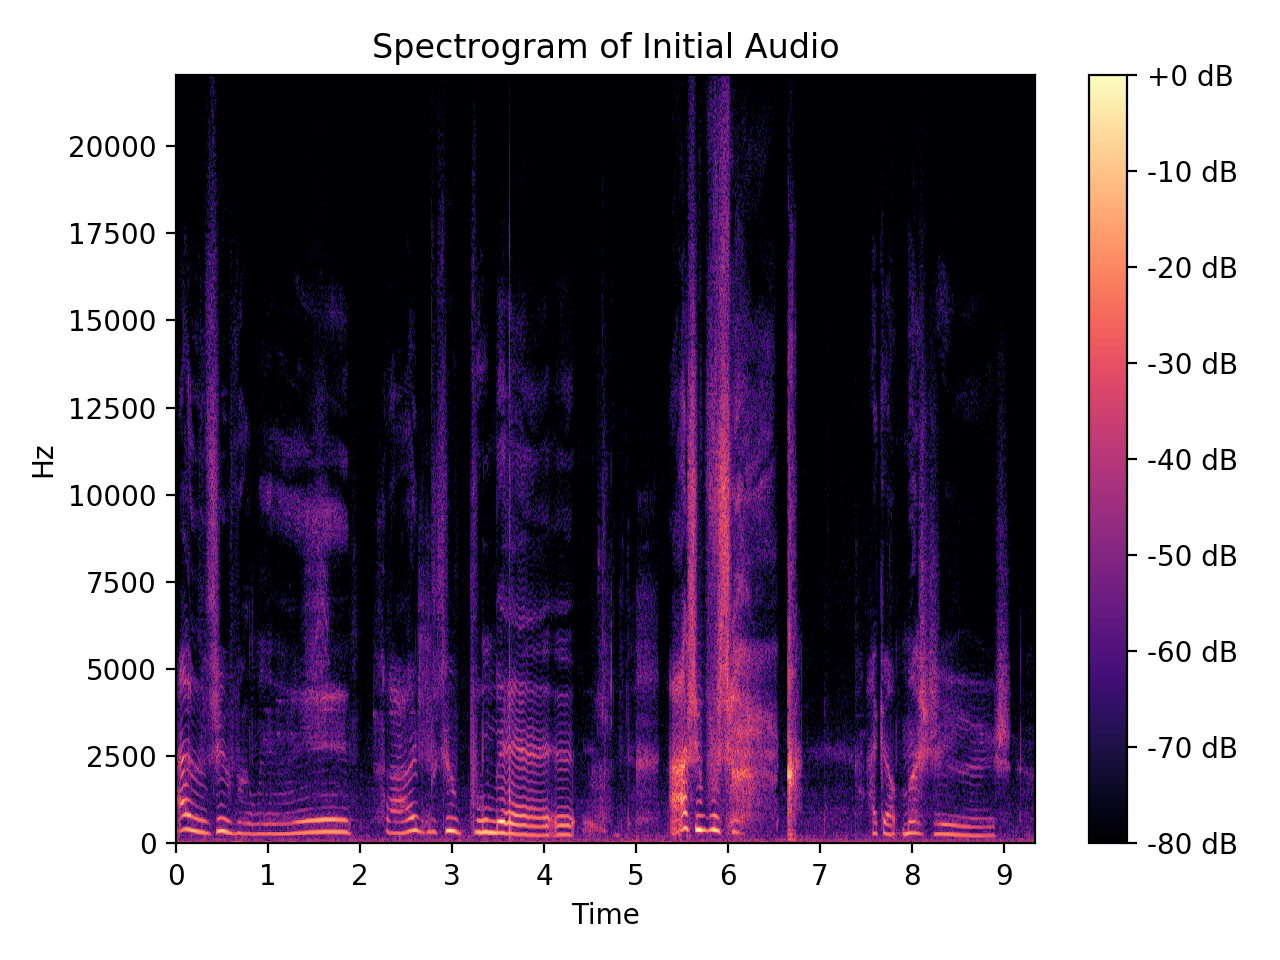 Spectrogram of Initial Audio
Hz
20000
17500
15000
12500
10000
7500
5000
2500
0
0 1 2 3 4 5 6 7 8 9
Time
+0 dB
-10 dB
-20 dB
-30 dB
-40 dB
-50 dB
-60 dB
-70 dB
-80 dB